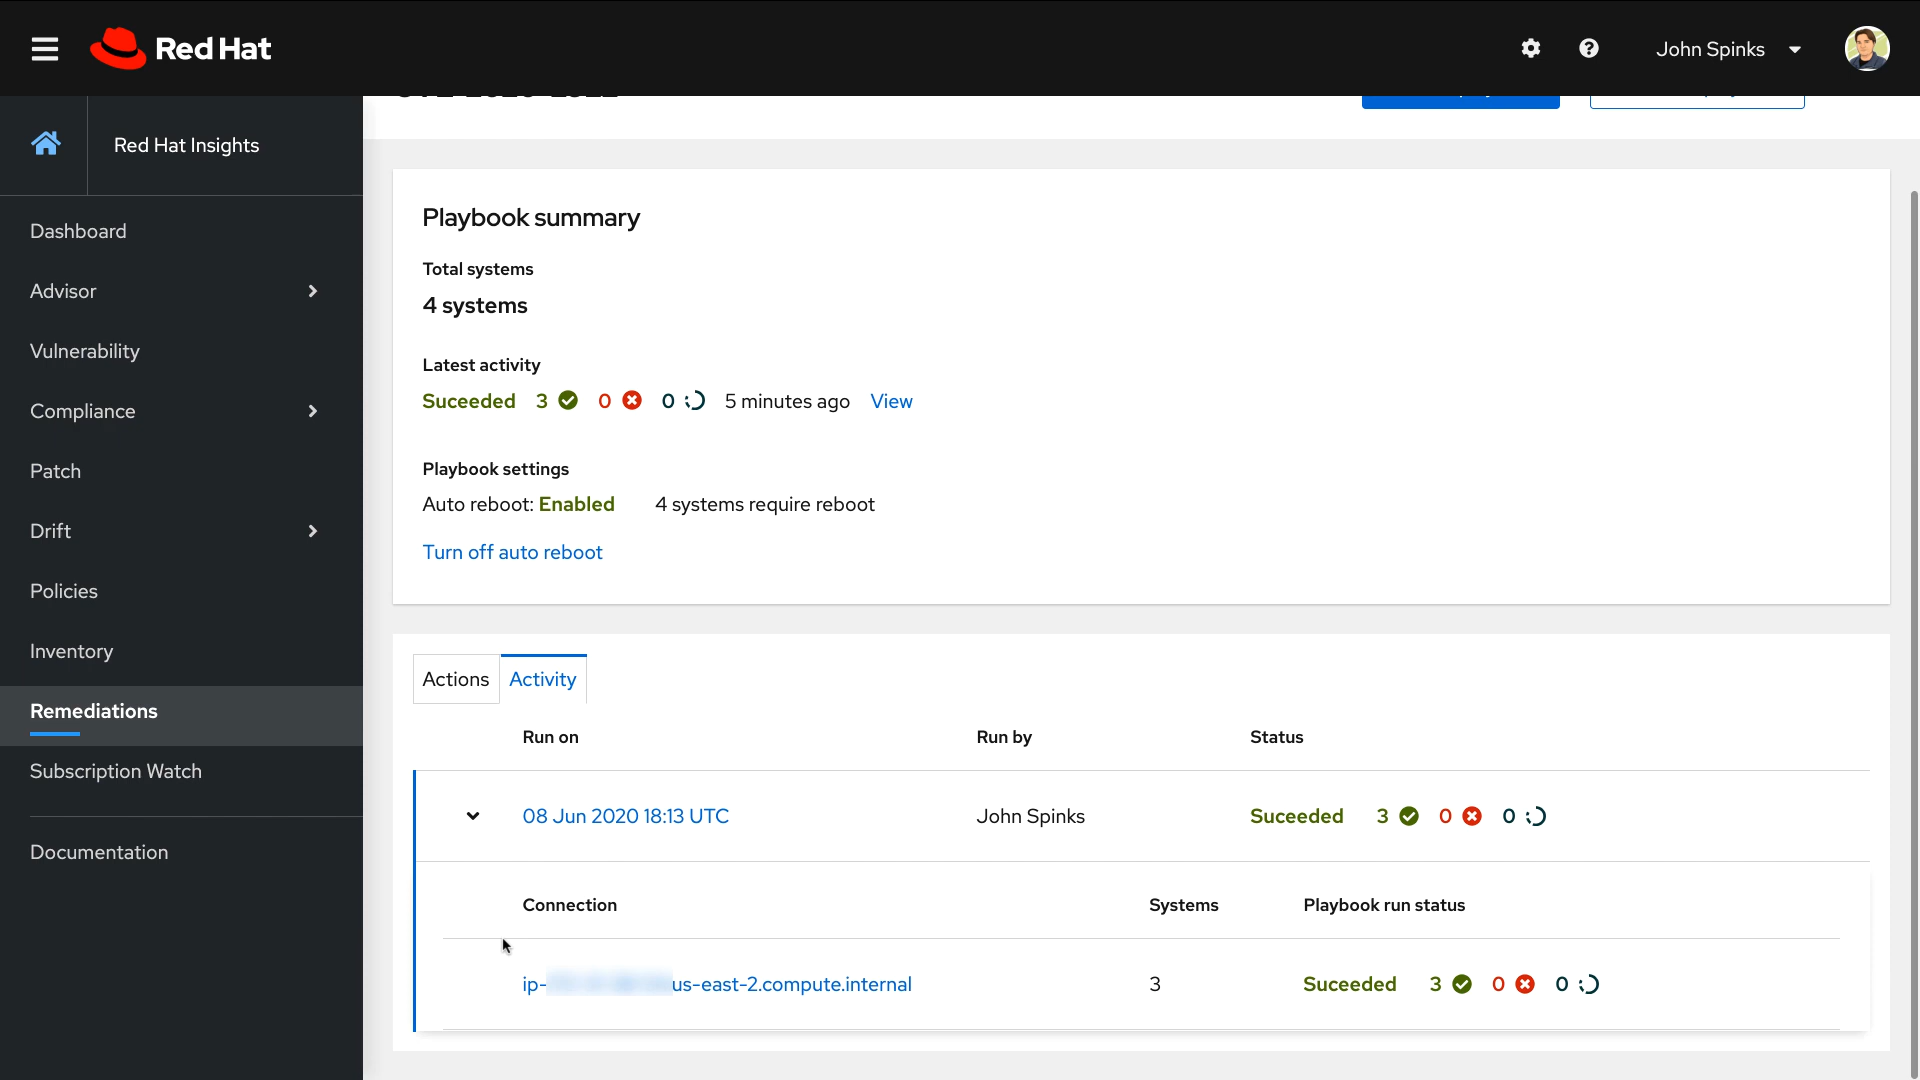 Red Hat
John Spinks
Red Hat Insights
Dashboard
Advisor
Vulnerability
Compliance
Patch
Drift
Policies
Inventory
Remediations
Subscription Watch
Documentation
Playbook summary
Total systems
4 systems
Latest activity
Suceeded 3 0 0 5 minutes ago View
Playbook settings
Auto reboot: Enabled 4 systems require reboot
Turn off auto reboot
Actions Activity
Run on Run by Status
08 Jun 2020 18:13 UTC John Spinks Suceeded 3 0 0
Connection Systems Playbook run status
ip- us-east-2.compute.internal 3 Succeeded 3 0 0